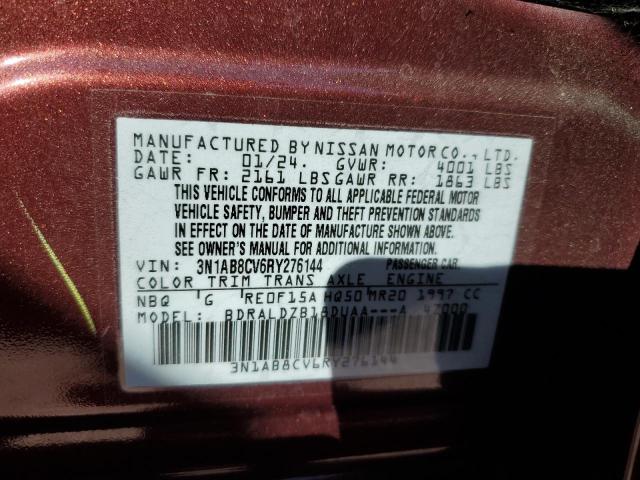 MANUFACTURED BY NISSAN MOTOR CO., LTD.
DATE: 01/24. GVWR: 4001 LBS
GAWR FR: 2161 LBS GAWR RR: 1863 LBS
THIS VEHICLE CONFORMS TO ALL APPLICABLE FEDERAL MOTOR
VEHICLE SAFETY, BUMPER AND THEFT PREVENTION STANDARDS
IN EFFECT ON THE DATE OF MANUFACTURE SHOWN ABOVE.
SEE OWNER'S MANUAL FOR ADDITIONAL INFORMATION.
VIN: 3N1AB8CV6RY276144 PASSENGER CAR.
COLOR TRIM TRANS AXLE ENGINE
NBQ G RE0F15A HQ50 MR20 1997 CC
MODEL: BDRALDZB18DUAA---A 4Z000
3N1AB8CV6RY276144